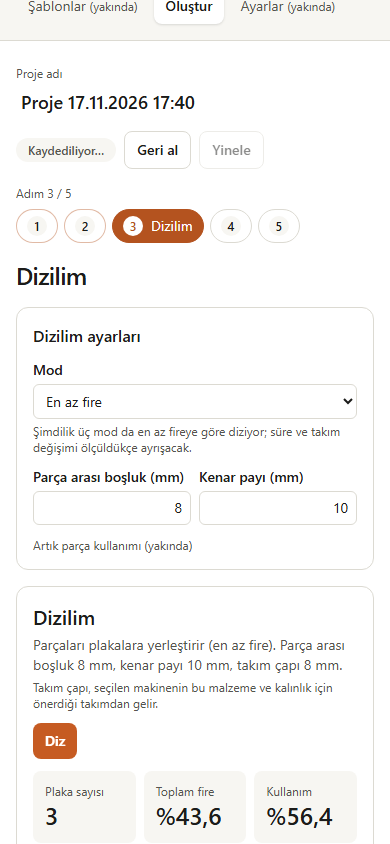 Şablonlar (yakında) Oluştur Ayarlar (yakında)
Proje adı
Proje 17.11.2026 17:40
Kaydediliyor... Geri al Yinele
Adım 3 / 5
1 2 3 Dizilim 4 5
Dizilim
Dizilim ayarları
Mod
En az fire
Şimdilik üç mod da en az fireye göre diziyor; süre ve takım
değişimi ölçüldükçe ayrışacak.
Parça arası boşluk (mm) Kenar payı (mm)
8 10
Artık parça kullanımı (yakında)
Dizilim
Parçaları plakalara yerleştirir (en az fire). Parça arası
boşluk 8 mm, kenar payı 10 mm, takım çapı 8 mm.
Takım çapı, seçilen makinenin bu malzeme ve kalınlık için
önerdiği takımdan gelir.
Diz
Plaka sayısı Toplam fire Kullanım
3 %43,6 %56,4